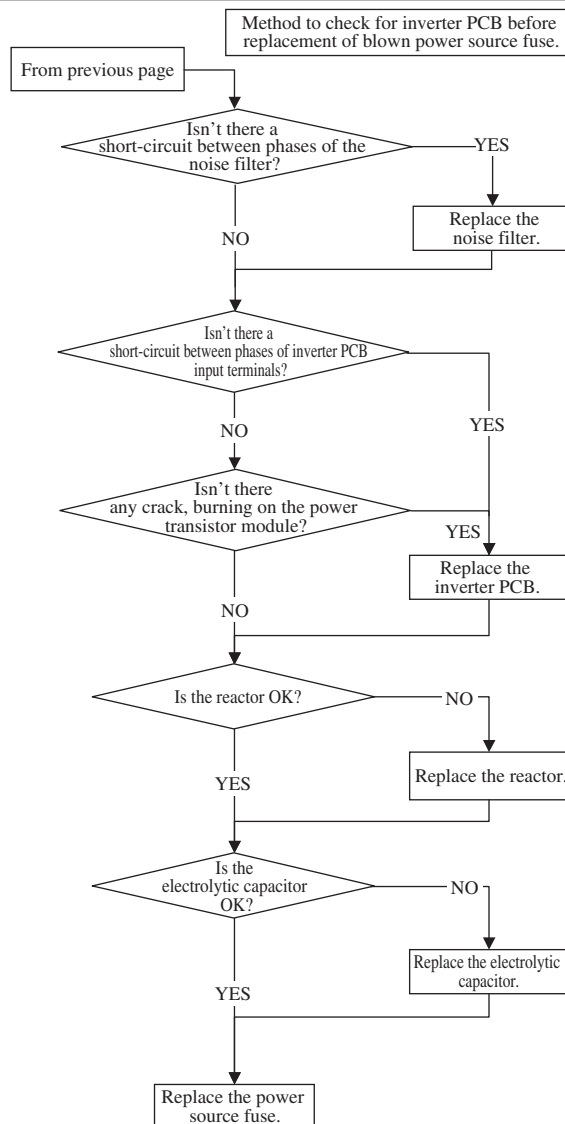 Method to check for inverter PCB before
replacement of blown power source fuse.
From previous page
Isn't there a
short-circuit between phases of the
noise filter?
YES
Replace the
noise filter.
NO
Isn't there a
short-circuit between phases of inverter PCB
input terminals?
YES
NO
Isn't there
any crack, burning on the power
transistor module?
YES
Replace the
inverter PCB.
NO
Is the reactor OK?
NO
Replace the reactor.
YES
Is the
electrolytic capacitor
OK?
NO
Replace the electrolytic
capacitor.
YES
Replace the power
source fuse.